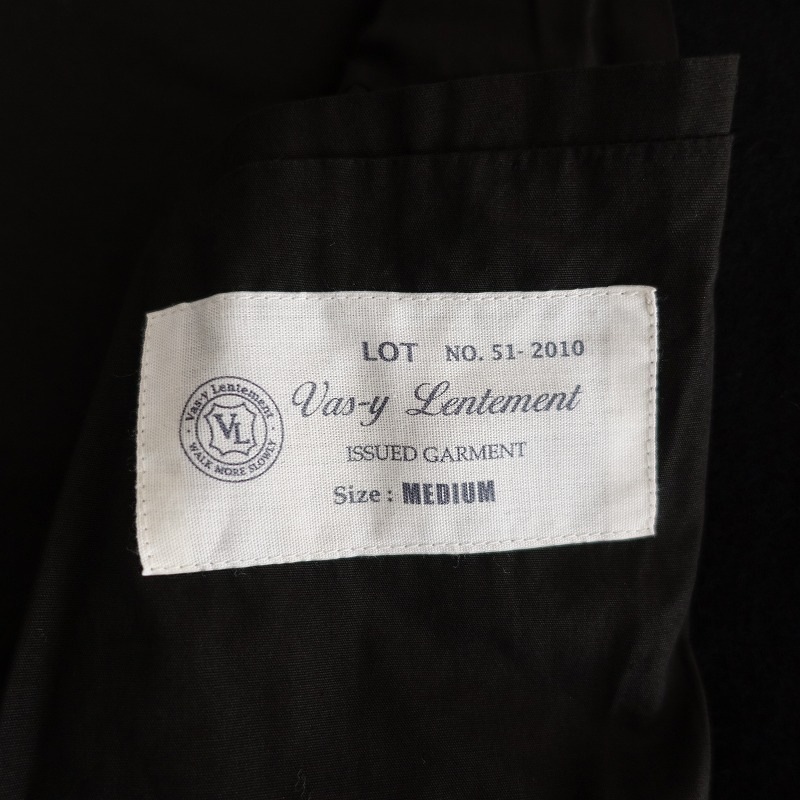 LOT NO. 51-2010
Vas-y Lentement
ISSUED GARMENT
Size: MEDIUM
Vas-y Lentement
VL
WALK MORE SLOWLY